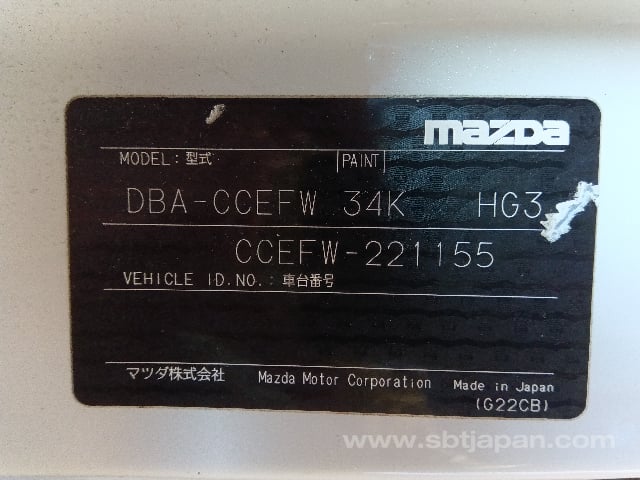 mazda
MODEL: 型式 PAINT
DBA-CCEFW 34K HG3
CCEFW-221155
VEHICLE ID.NO.: 車台番号
マツダ株式会社 Mazda Motor Corporation Made in Japan
(G22CB)
www.sbtjapan.com